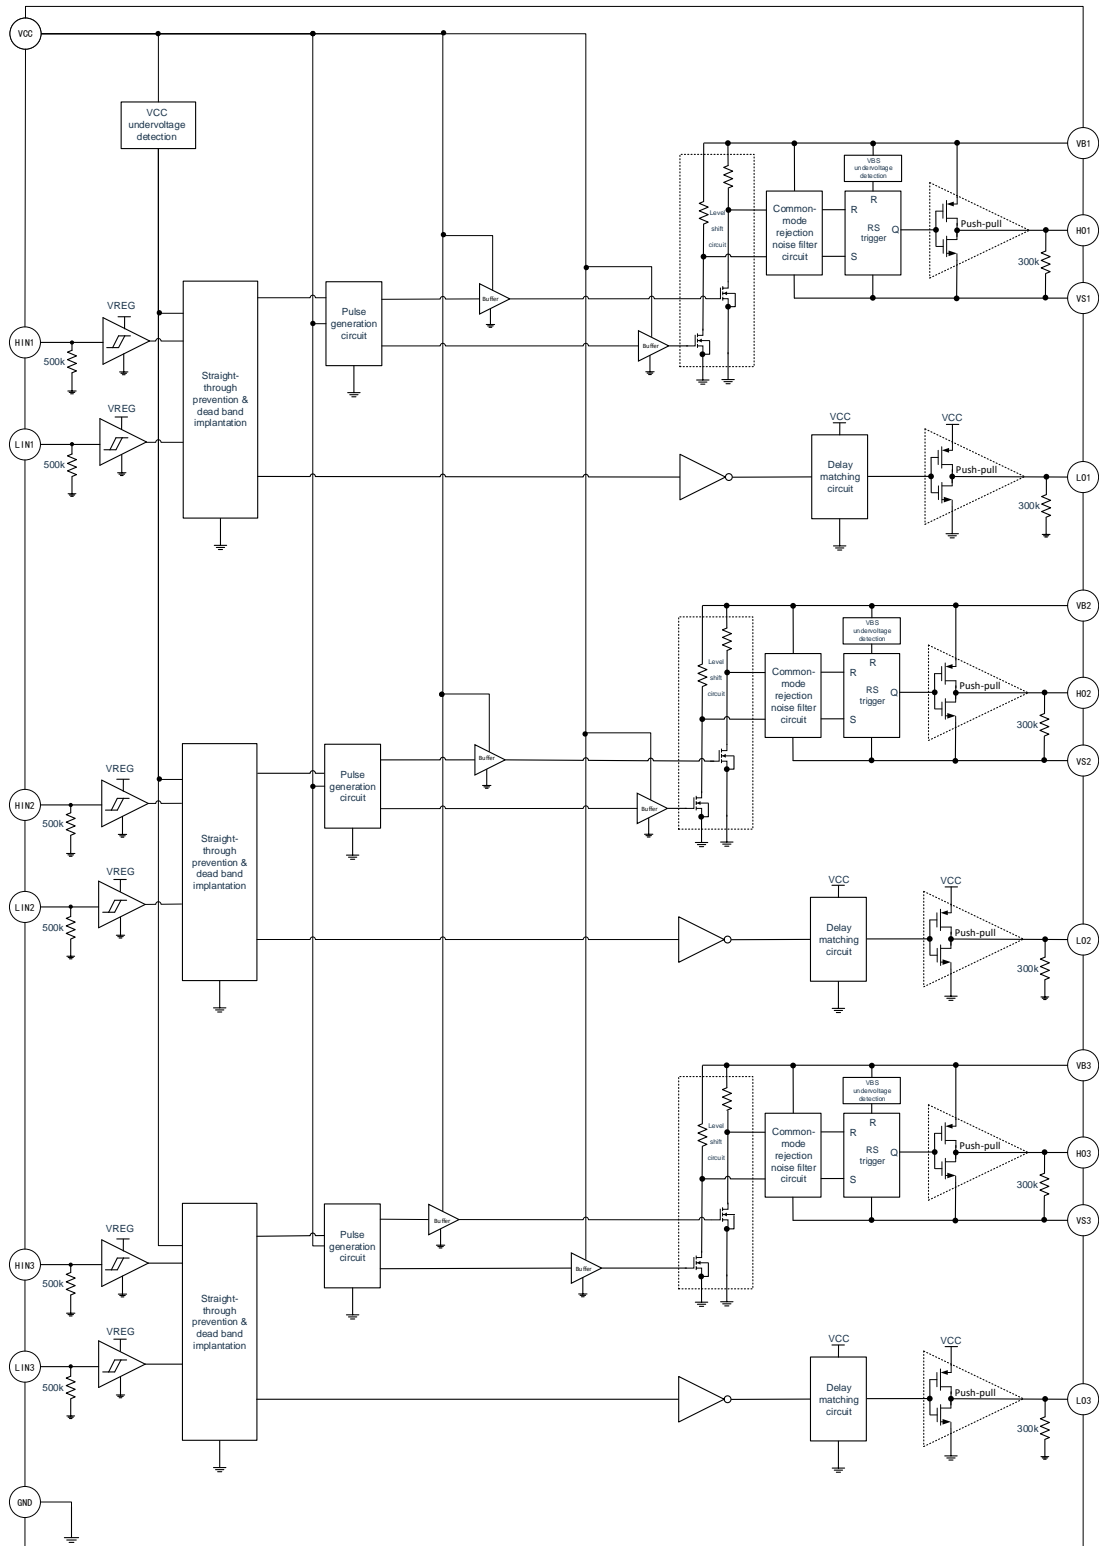 VCC
VCC
undervoltage
detection
VB1
VBS
undervoltage
detection
R
Level
shift
circuit
Common-
mode
rejection
noise filter
circuit
R
RS
trigger
Q
S
Push-pull
HO1
300k
VS1
Buffer
Buffer
Pulse
generation
circuit
VREG
HIN1
500k
Straight-
through
prevention &
dead band
implantation
VREG
LIN1
500k
VCC
Delay
matching
circuit
VCC
Push-pull
LO1
300k
VB2
VBS
undervoltage
detection
R
Level
shift
circuit
Common-
mode
rejection
noise filter
circuit
R
RS
trigger
Q
S
Push-pull
HO2
300k
VS2
Buffer
Buffer
Pulse
generation
circuit
VREG
HIN2
500k
Straight-
through
prevention &
dead band
implantation
VREG
LIN2
500k
VCC
Delay
matching
circuit
VCC
Push-pull
LO2
300k
VB3
VBS
undervoltage
detection
R
Level
shift
circuit
Common-
mode
rejection
noise filter
circuit
R
RS
trigger
Q
S
Push-pull
HO3
300k
VS3
Buffer
Buffer
Pulse
generation
circuit
VREG
HIN3
500k
Straight-
through
prevention &
dead band
implantation
VREG
LIN3
500k
VCC
Delay
matching
circuit
VCC
Push-pull
LO3
300k
GND